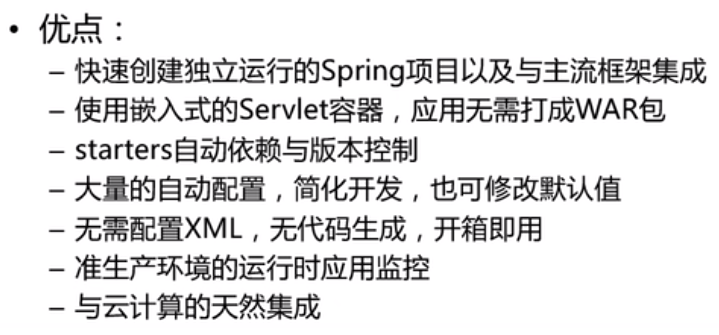 • 优点：
– 快速创建独立运行的Spring项目以及与主流框架集成
– 使用嵌入式的Servlet容器，应用无需打成WAR包
– starters自动依赖与版本控制
– 大量的自动配置，简化开发，也可修改默认值
– 无需配置XML，无代码生成，开箱即用
– 准生产环境的运行时应用监控
– 与云计算的天然集成